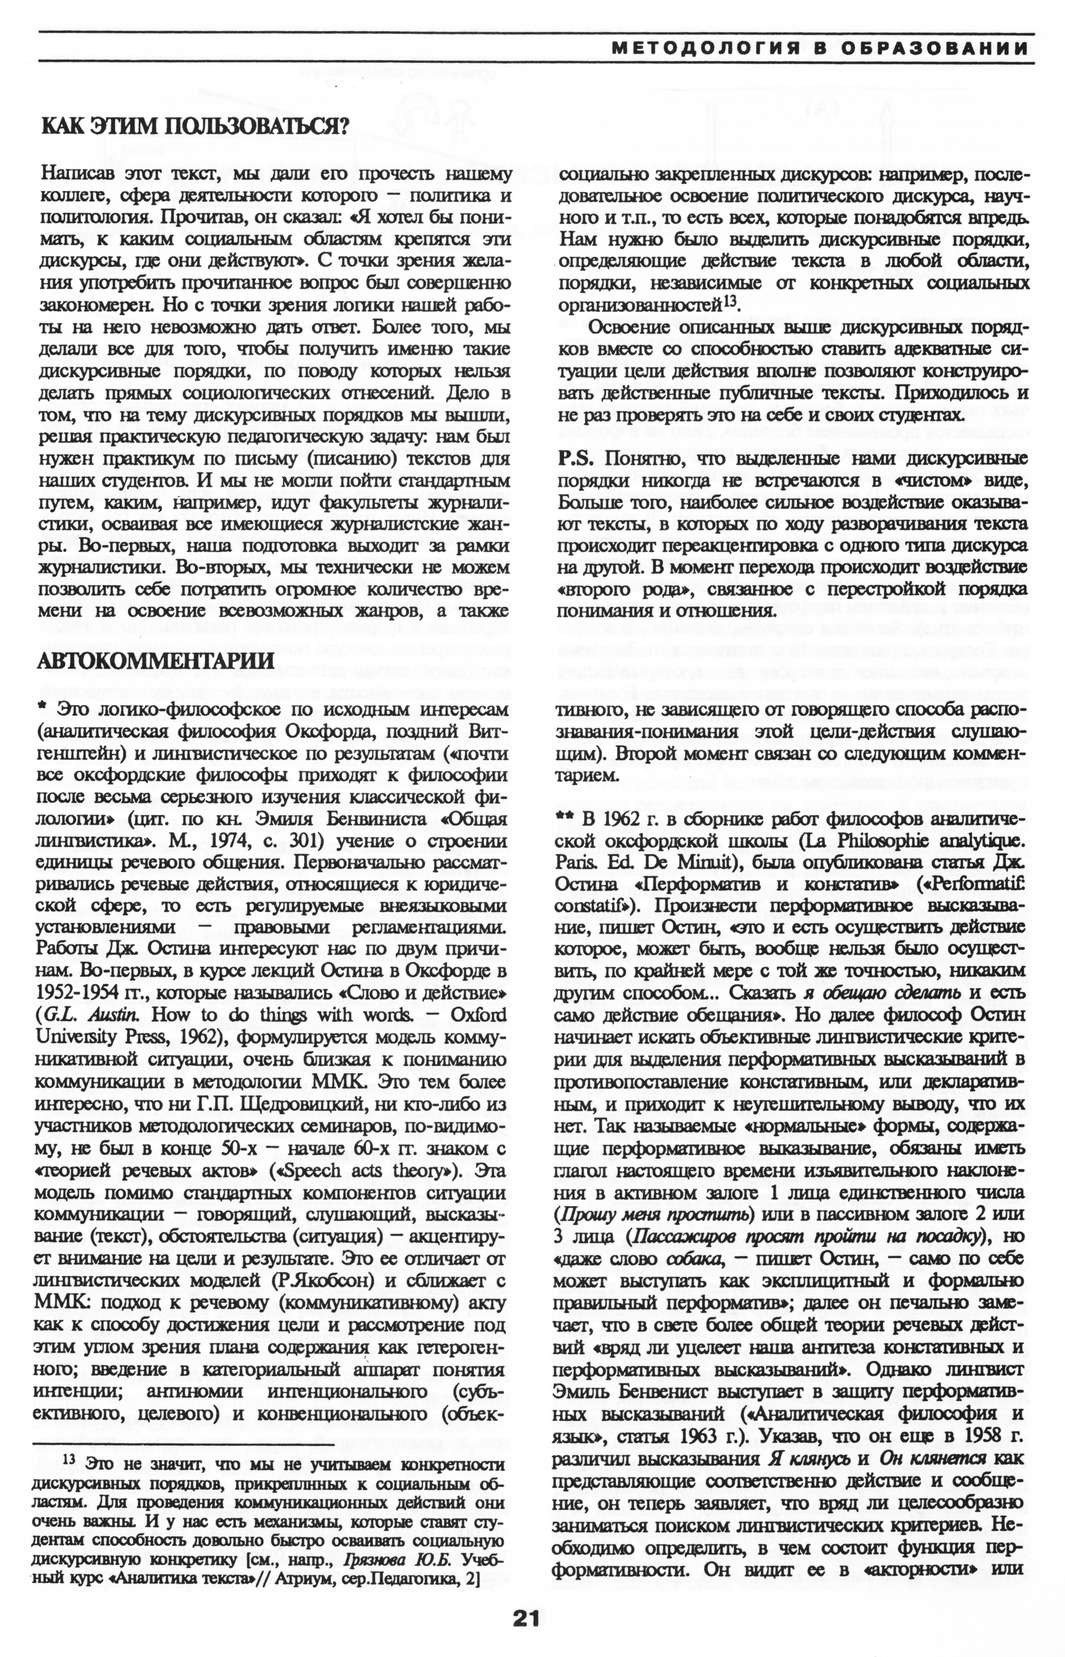 МЕТОДОЛОГИЯ В ОБРАЗОВАНИИ
КАК ЭТИМ ПОЛЬЗОВАТЬСЯ?
Написав этот текст, мы дали его прочесть нашему
коллеге, сфера деятельности которого — политика и
политология. Прочитав, он сказал: «Я хотел бы пони-
мать, к каким социальным областям крепятся эти
дискурсы, где они действуют». С точки зрения жела-
ния употребить прочитанное вопрос был совершенно
закономерен. Но с точки зрения логики нашей рабо-
ты на него невозможно дать ответ. Более того, мы
делали все для того, чтобы получить именно такие
дискурсивные порядки, по поводу которых нельзя
делать прямых социологических отнесений. Дело в
том, что на тему дискурсивных порядков мы вышли,
решая практическую педагогическую задачу: нам был
нужен практикум по письму (писанию) текстов для
наших студентов. И мы не могли пойти стандартным
путем, каким, например, идут факультеты журнали-
стики, осваивая все имеющиеся журналистские жан-
ры. Во-первых, наша подготовка выходит за рамки
журналистики. Во-вторых, мы технически не можем
позволить себе потратить огромное количество вре-
мени на освоение всевозможных жанров, а также
социально закрепленных дискурсов: например, после-
довательное освоение политического дискурса, науч-
ного и т.п., то есть всех, которые понадобятся впредь.
Нам нужно было выделить дискурсивные порядки,
определяющие действие текста в любой области,
порядки, независимые от конкретных социальных
организованностей13.
Освоение описанных выше дискурсивных поряд-
ков вместе со способностью ставить адекватные си-
туации цели действия вполне позволяют конструиро-
вать действенные публичные тексты. Приходилось и
не раз проверять это на себе и своих студентах.
P.S. Понятно, что выделенные нами дискурсивные
порядки никогда не встречаются в «чистом» виде,
Больше того, наиболее сильное воздействие оказыва-
ют тексты, в которых по ходу разворачивания текста
происходит переакцентировка с одного типа дискурса
на другой. В момент перехода происходит воздействие
«второго рода», связанное с перестройкой порядка
понимания и отношения.
АВТОКОММЕНТАРИИ
* Это логико-философское по исходным интересам
(аналитическая философия Оксфорда, поздний Вит-
генштейн) и лингвистическое по результатам («почти
все оксфордские философы приходят к философии
после весьма серьезного изучения классической фи-
лологии» (цит. по кн. Эмиля Бенвиниста «Общая
лингвистика». М., 1974, с. 301) учение о строении
единицы речевого общения. Первоначально рассмат-
ривались речевые действия, относящиеся к юридиче-
ской сфере, то есть регулируемые внеязыковыми
установлениями — правовыми регламентациями.
Работы Дж. Остина интересуют нас по двум причи-
нам. Во-первых, в курсе лекций Остина в Оксфорде в
1952-1954 гг., которые назывались «Слово и действие»
(G.L. Austin. How to do things with words. — Oxford
University Press, 1962), формулируется модель комму-
никативной ситуации, очень близкая к пониманию
коммуникации в методологии ММК. Это тем более
интересно, что ни Г.П. Щедровицкий, ни кто-либо из
участников методологических семинаров, по-видимо-
му, не был в конце 50-х — начале 60-х гг. знаком с
«теорией речевых актов» («Speech acts theory»). Эта
модель помимо стандартных компонентов ситуации
коммуникации — говорящий, слушающий, высказы-
вание (текст), обстоятельства (ситуация) — акцентиру-
ет внимание на цели и результате. Это ее отличает от
лингвистических моделей (Р.Якобсон) и сближает с
ММК: подход к речевому (коммуникативному) акту
как к способу достижения цели и рассмотрение под
этим углом зрения плана содержания как гетероген-
ного; введение в категориальный аппарат понятия
интенции; антиномии интенционального (субъ-
ективного, целевого) и конвенционального (объек-
тивного, не зависящего от говорящего способа распо-
знавания-понимания этой цели-действия слушаю-
щим). Второй момент связан со следующим коммен-
тарием.
** В 1962 г. в сборнике работ философов аналитиче-
ской оксфордской школы (La Philosophie analytique.
Paris. Ed. De Minuit), была опубликована статья Дж.
Остина «Перформатив и констатив» («Performatif:
constatif»). Произнести перформативное высказыва-
ние, пишет Остин, «это и есть осуществить действие
которое, может быть, вообще нельзя было осущест-
вить, по крайней мере с той же точностью, никаким
другим способом... Сказать я обещаю сделать и есть
само действие обещания». Но далее философ Остин
начинает искать объективные лингвистические крите-
рии для выделения перформативных высказываний в
противопоставление констативным, или декларатив-
ным, и приходит к неутешительному выводу, что их
нет. Так называемые «нормальные» формы, содержа-
щие перформативное выказывание, обязаны иметь
глагол настоящего времени изъявительного наклоне-
ния в активном залоге 1 лица единственного числа
(Прошу меня простить) или в пассивном залоге 2 или
3 лица (Пассажиров просят пройти на посадку), но
«даже слово собака, — пишет Остин, — само по себе
может выступать как эксплицитный и формально
правильный перформатив»; далее он печально заме-
чает, что в свете более общей теории речевых дейст-
вий «вряд ли уцелеет наша антитеза констативных и
перформативных высказываний». Однако лингвист
Эмиль Бенвенист выступает в защиту перформатив-
ных высказываний («Аналитическая философия и
язык», статья 1963 г.). Указав, что он еще в 1958 г.
различил высказывания Я клянусь и Он клянется как
представляющие соответственно действие и сообще-
ние, он теперь заявляет, что вряд ли целесообразно
заниматься поиском лингвистических критериев. Не-
обходимо определить, в чем состоит функция пер-
формативности. Он видит ее в «акторности» или
13 Это не значит, что мы не учитываем конкретности
дискурсивных порядков, прикреплнных к социальным об-
ластям. Для проведения коммуникационных действий они
очень важны. И у нас есть механизмы, которые ставят сту-
дентам способность довольно быстро осваивать социальную
дискурсивную конкретику [см., напр., Грязнова Ю.Б. Учеб-
ный курс «Аналитика текста»// Атриум, сер.Педагогика, 2]
21